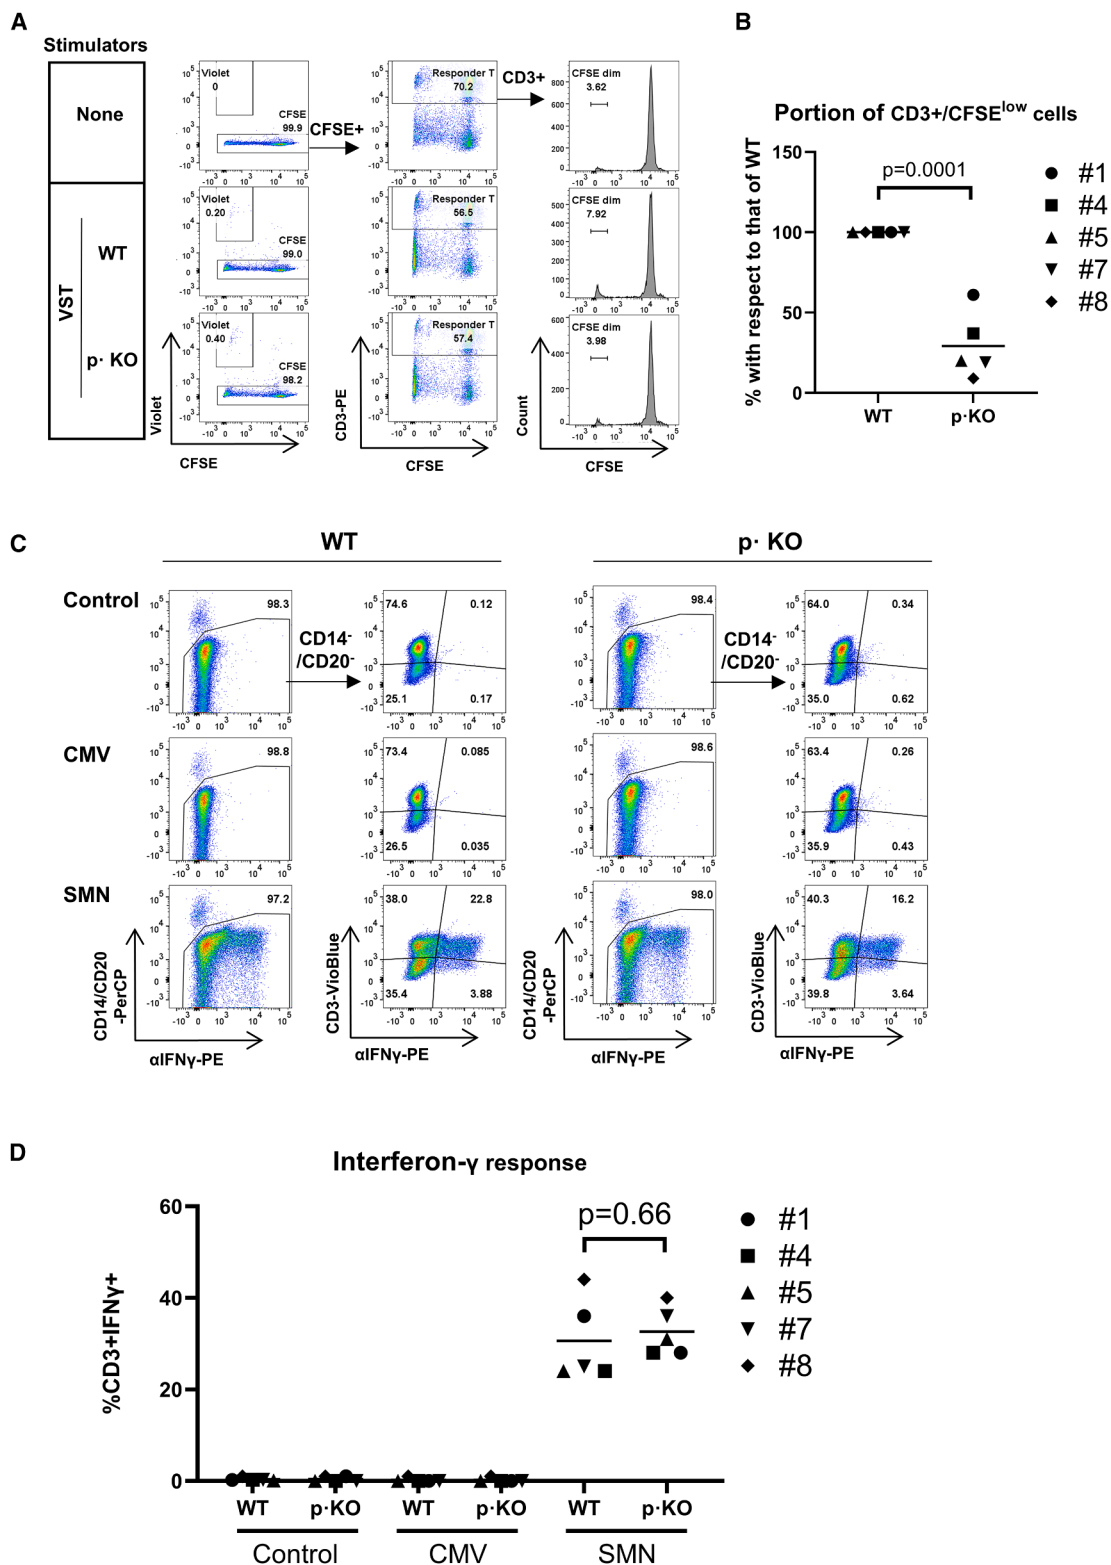 A
Stimulators
None
VST
WT
p· KO
Violet
0
CFSE
99.9
CFSE+
Responder T
70.2
CD3+
CFSE dim
3.62
Violet
0.20
CFSE
99.0
Responder T
56.5
CFSE dim
7.92
Violet
0.40
CFSE
98.2
Responder T
57.4
CFSE dim
3.98
Violet
CFSE
CD3-PE
CFSE
Count
CFSE
B
Portion of CD3+/CFSElow cells
% with respect to that of WT
150
100
50
0
p=0.0001
WT
p·KO
#1
#4
#5
#7
#8
C
WT
p· KO
Control
98.3
CD14-
/CD20-
74.6
0.12
25.1
0.17
98.4
CD14-
/CD20-
64.0
0.34
35.0
0.62
CMV
98.8
73.4
0.085
26.5
0.035
98.6
63.4
0.26
35.9
0.43
SMN
97.2
38.0
22.8
35.4
3.88
98.0
40.3
16.2
39.8
3.64
CD14/CD20
-PerCP
αIFNγ-PE
CD3-VioBlue
αIFNγ-PE
CD14/CD20
-PerCP
αIFNγ-PE
CD3-VioBlue
αIFNγ-PE
D
Interferon-γ response
%CD3+IFNγ+
60
40
20
0
p=0.66
#1
#4
#5
#7
#8
WT
p·KO
WT
p·KO
WT
p·KO
Control
CMV
SMN